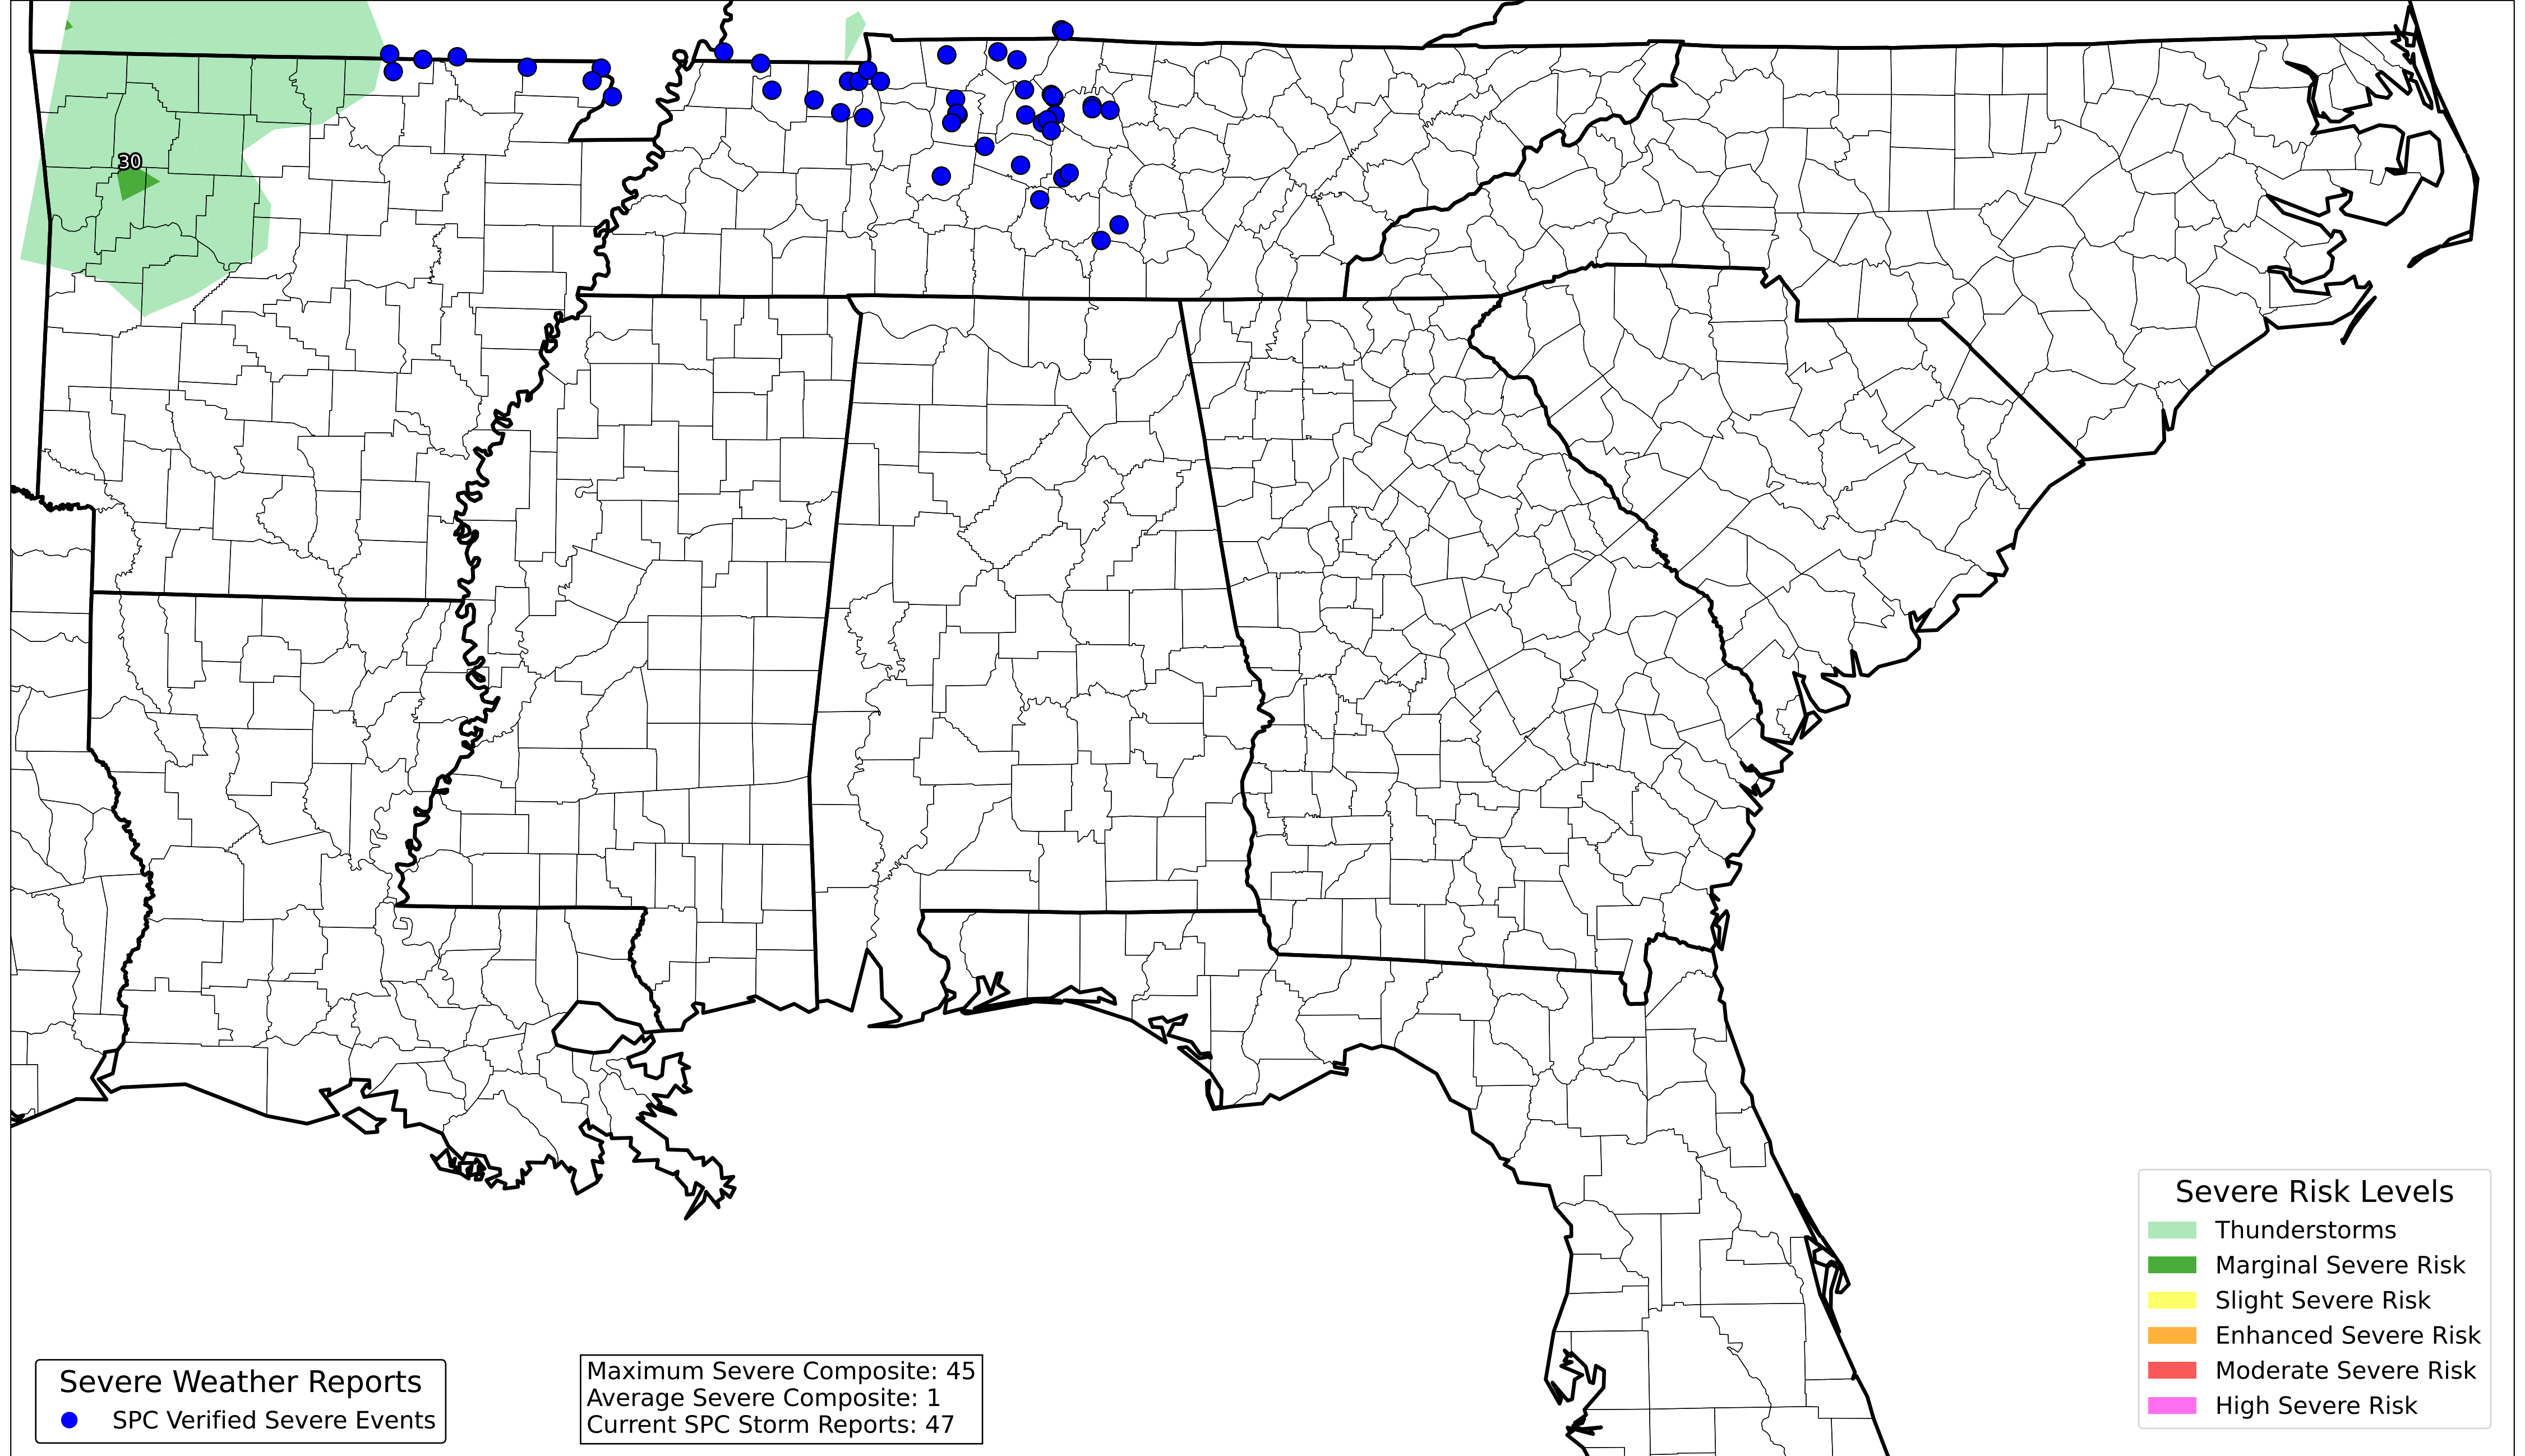 30
Severe Weather Reports
SPC Verified Severe Events
Maximum Severe Composite: 45
Average Severe Composite: 1
Current SPC Storm Reports: 47
Severe Risk Levels
Thunderstorms
Marginal Severe Risk
Slight Severe Risk
Enhanced Severe Risk
Moderate Severe Risk
High Severe Risk